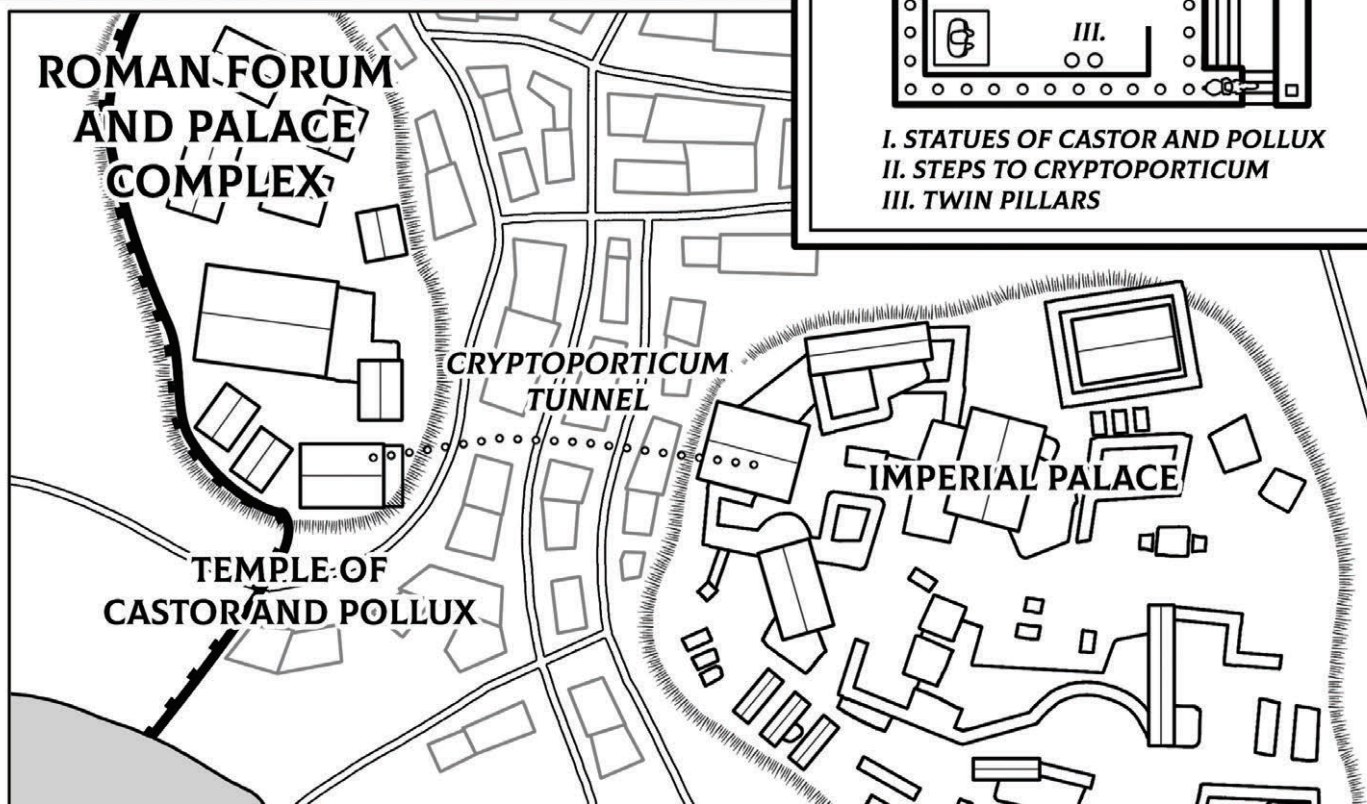 ROMAN FORUM
AND PALACE
COMPLEX
III.
I. STATUES OF CASTOR AND POLLUX
II. STEPS TO CRYPTOPORTICUM
III. TWIN PILLARS
CRYPTOPORTICUM
TUNNEL
IMPERIAL PALACE
TEMPLE OF
CASTOR AND POLLUX